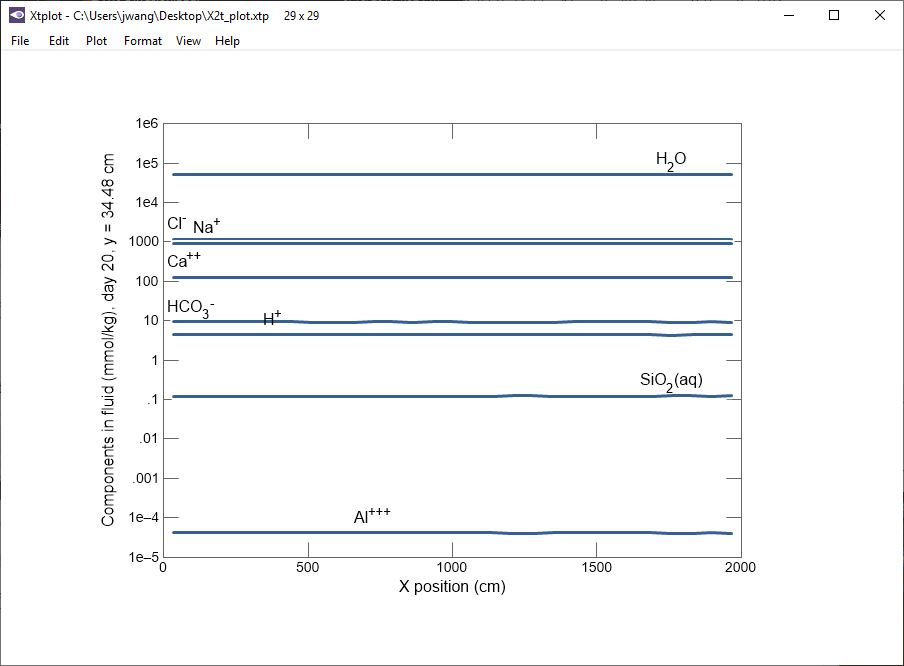 Xtplot - C:\Users\jwang\Desktop\X2t_plot.xtp 29 x 29
File Edit Plot Format View Help
1e6
1e5
1e4
1000
100
10
1
.1
.01
.001
1e–4
1e–5
Components in fluid (mmol/kg), day 20, y = 34.48 cm
H₂O
Cl⁻ Na⁺
Ca⁺⁺
HCO₃⁻
H⁺
SiO₂(aq)
Al⁺⁺⁺
0 500 1000 1500 2000
X position (cm)